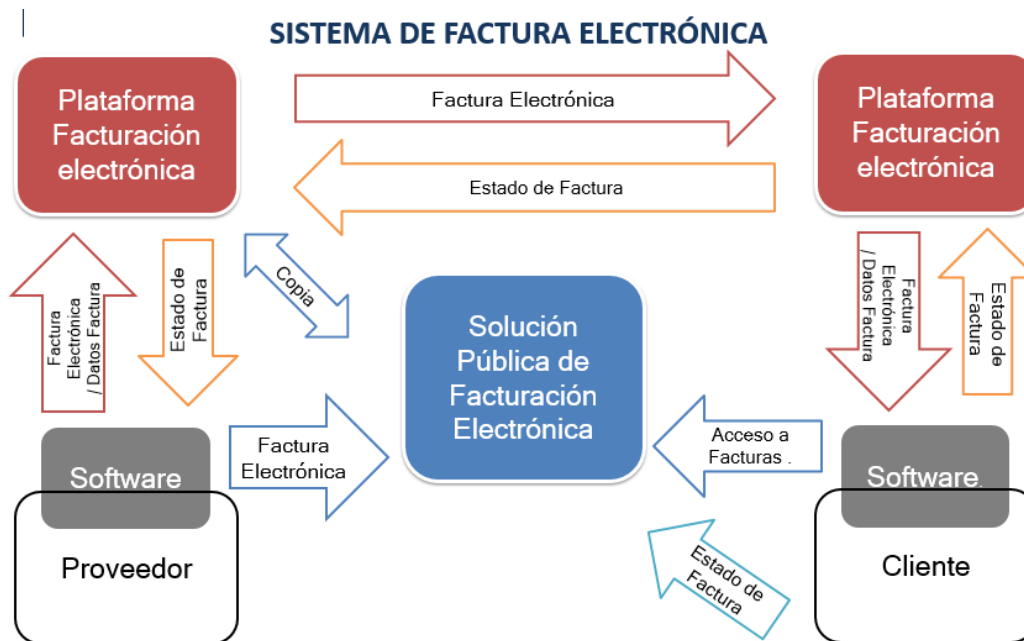 SISTEMA DE FACTURA ELECTRÓNICA
Plataforma
Facturación
electrónica
Factura Electrónica
Plataforma
Facturación
electrónica
Estado de Factura
Factura
Electrónica
/ Datos Factura
Estado de
Factura
Copia
Solución
Pública de
Facturación
Electrónica
Factura
Electrónica
/ Datos Factura
Estado de
Factura
Software
Factura
Electrónica
Acceso a
Facturas .
Software.
Proveedor
Estado de
Factura
Cliente